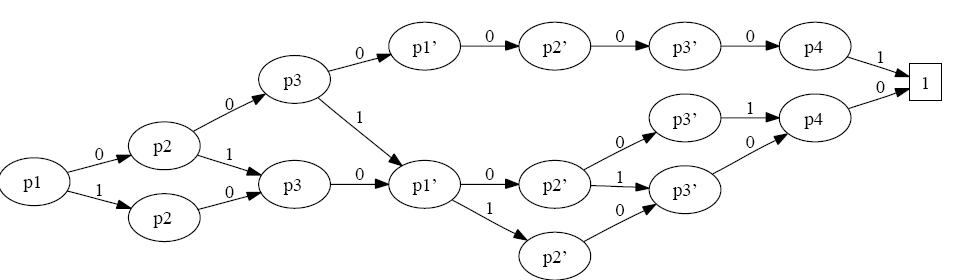 0 p1’ 0 p2’ 0 p3’ 0 p4 1
p3
0 1 p3’ 1 p4 0 1
p2 0 0
0 1
p1 p3 0 p1’ 0 p2’ 1 p3’
1 0 1 0
p2
p2’